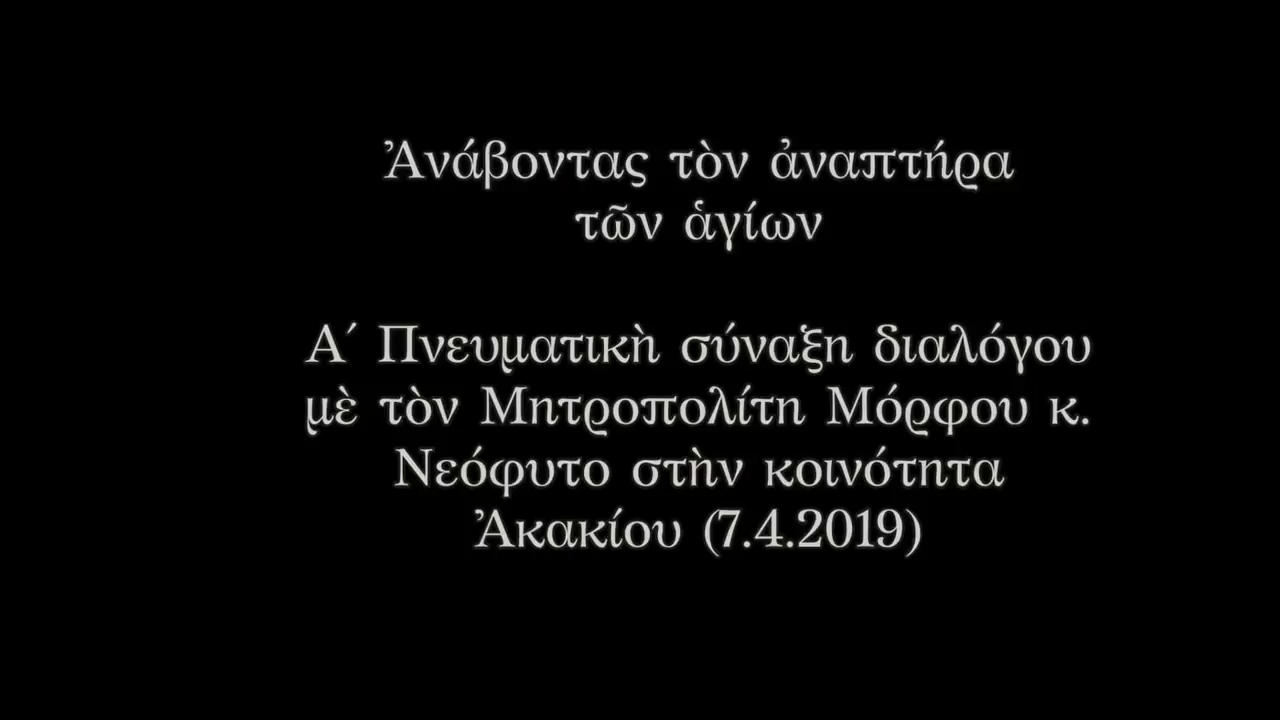 Ἀνάβοντας τὸν ἀναπτήρα
τῶν ἁγίων
Α΄ Πνευματικὴ σύναξη διαλόγου
μὲ τὸν Μητροπολίτη Μόρφου κ.
Νεόφυτο στὴν κοινότητα
Ἀκακίου (7.4.2019)